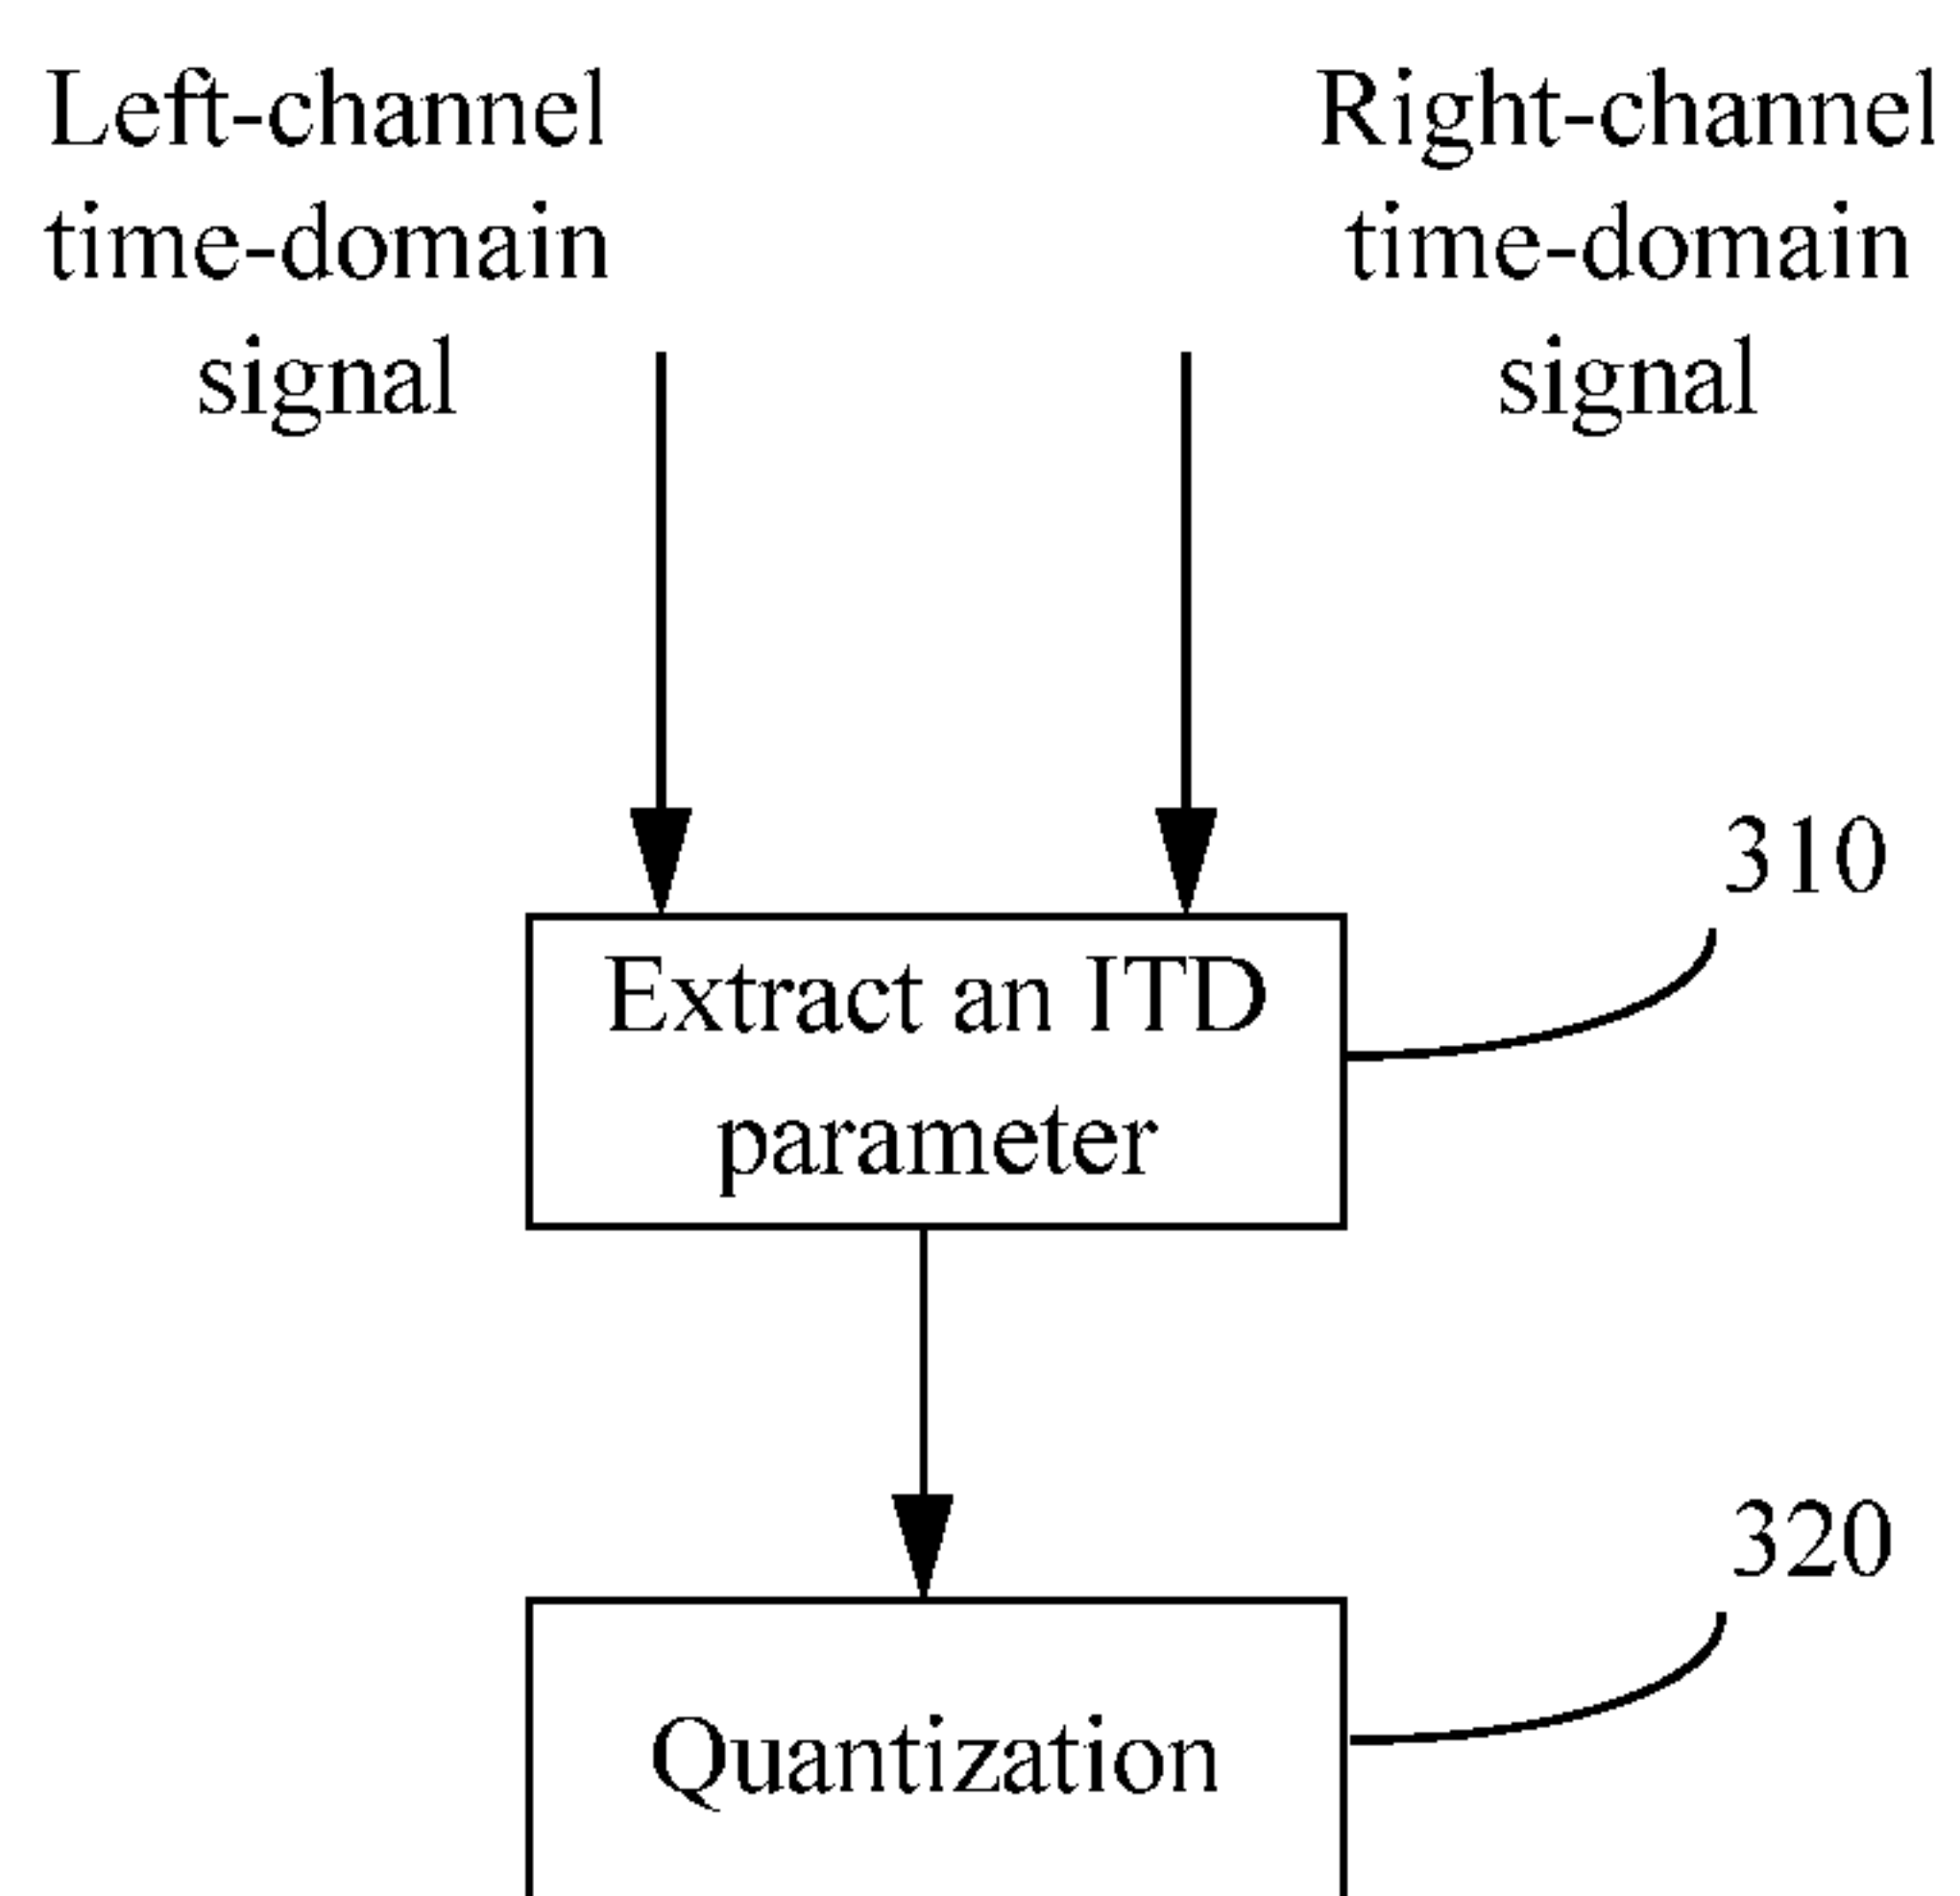 Left-channel
time-domain
signal
Right-channel
time-domain
signal
310
Extract an ITD
parameter
320
Quantization